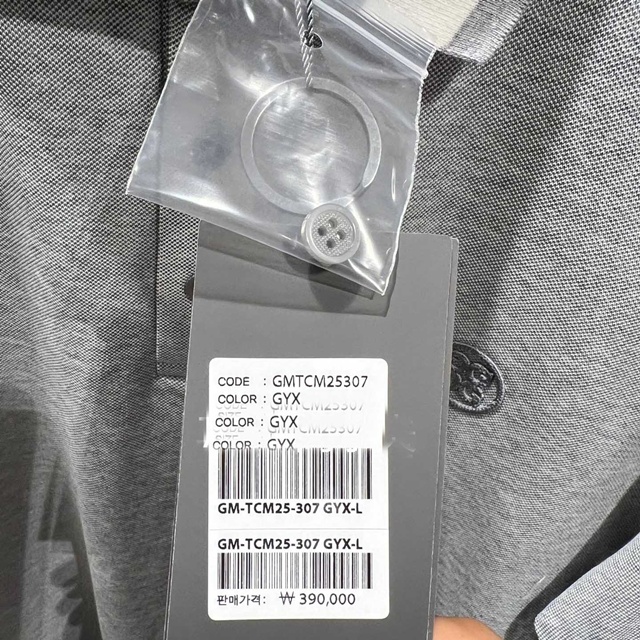 CODE : GMTCM25307
COLOR : GYX
COLOR : GYX
COLOR : GYX
GM-TCM25-307 GYX-L
GM-TCM25-307 GYX-L
판매가격: ₩ 390,000